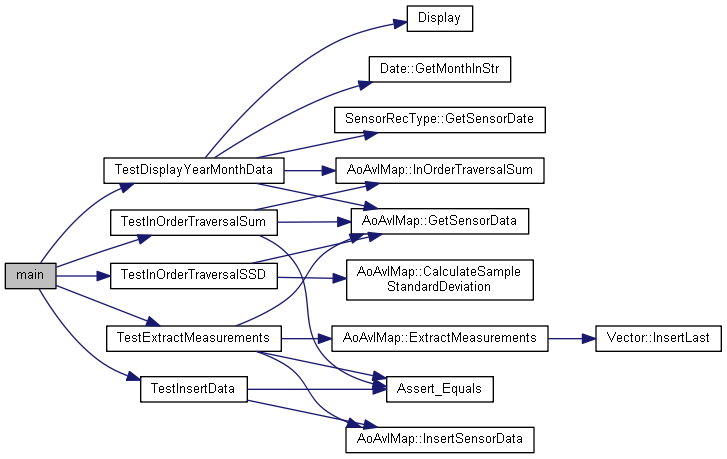 Display
Date::GetMonthInStr
SensorRecType::GetSensorDate
TestDisplayYearMonthData
AoAvlMap::InOrderTraversalSum
TestInOrderTraversalSum
AoAvlMap::GetSensorData
main
TestInOrderTraversalSSD
AoAvlMap::CalculateSample
StandardDeviation
TestExtractMeasurements
AoAvlMap::ExtractMeasurements
Vector::InsertLast
TestInsertData
Assert_Equals
AoAvlMap::InsertSensorData